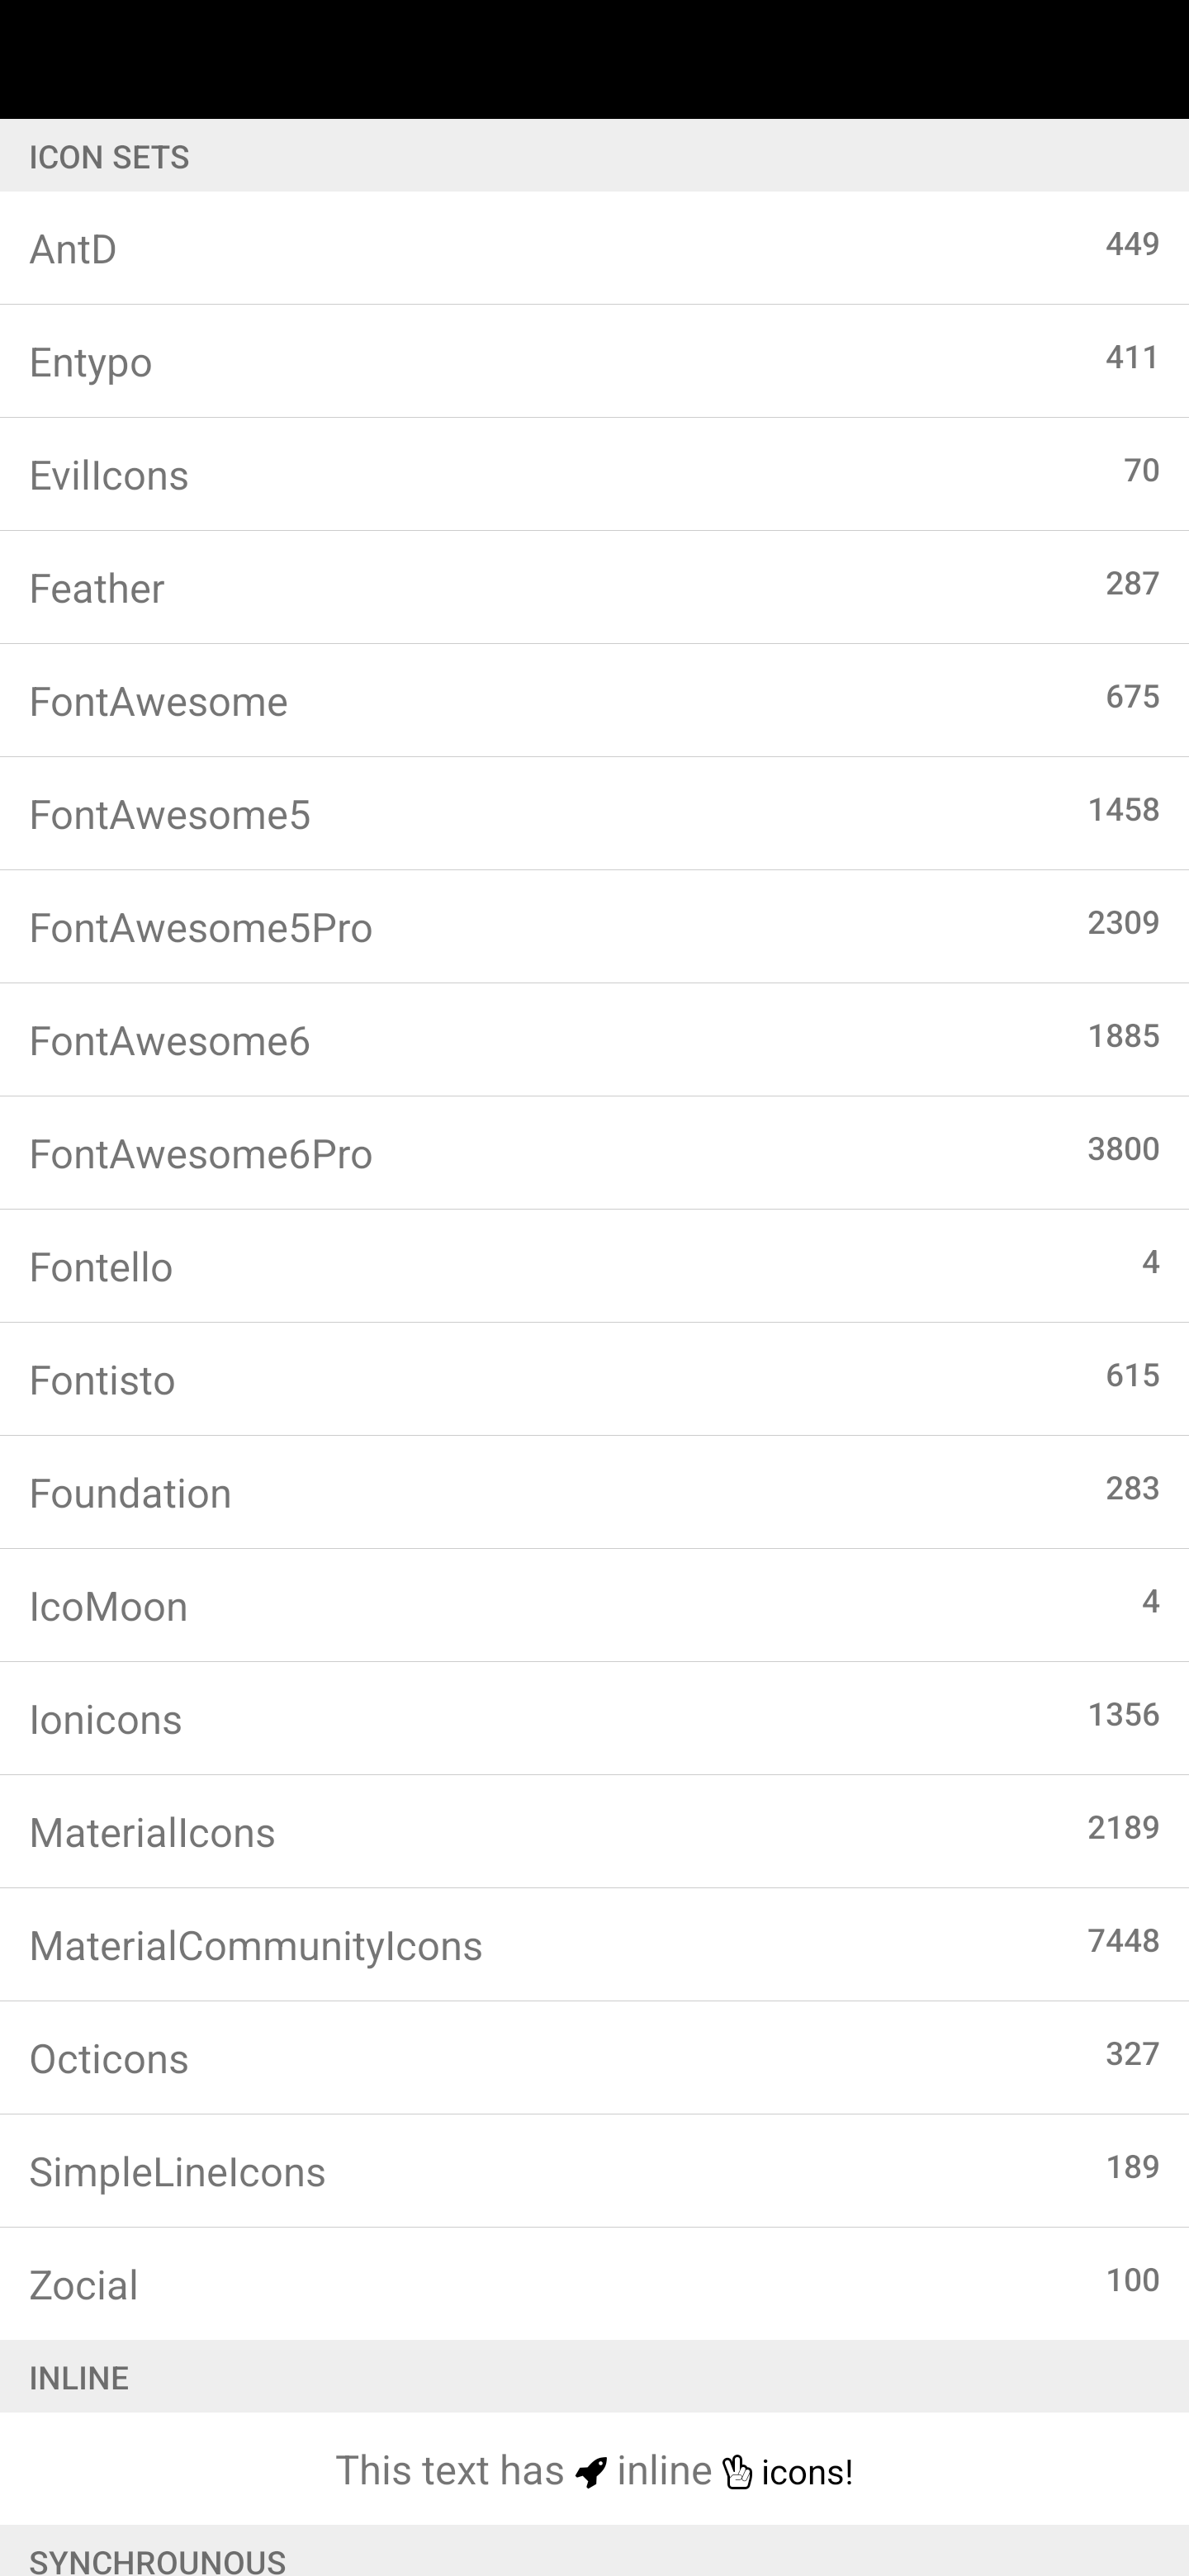 ICON SETS
AntD 449
Entypo 411
EvilIcons 70
Feather 287
FontAwesome 675
FontAwesome5 1458
FontAwesome5Pro 2309
FontAwesome6 1885
FontAwesome6Pro 3800
Fontello 4
Fontisto 615
Foundation 283
IcoMoon 4
Ionicons 1356
MaterialIcons 2189
MaterialCommunityIcons 7448
Octicons 327
SimpleLineIcons 189
Zocial 100
INLINE
This text has inline icons!
SYNCHROUNOUS